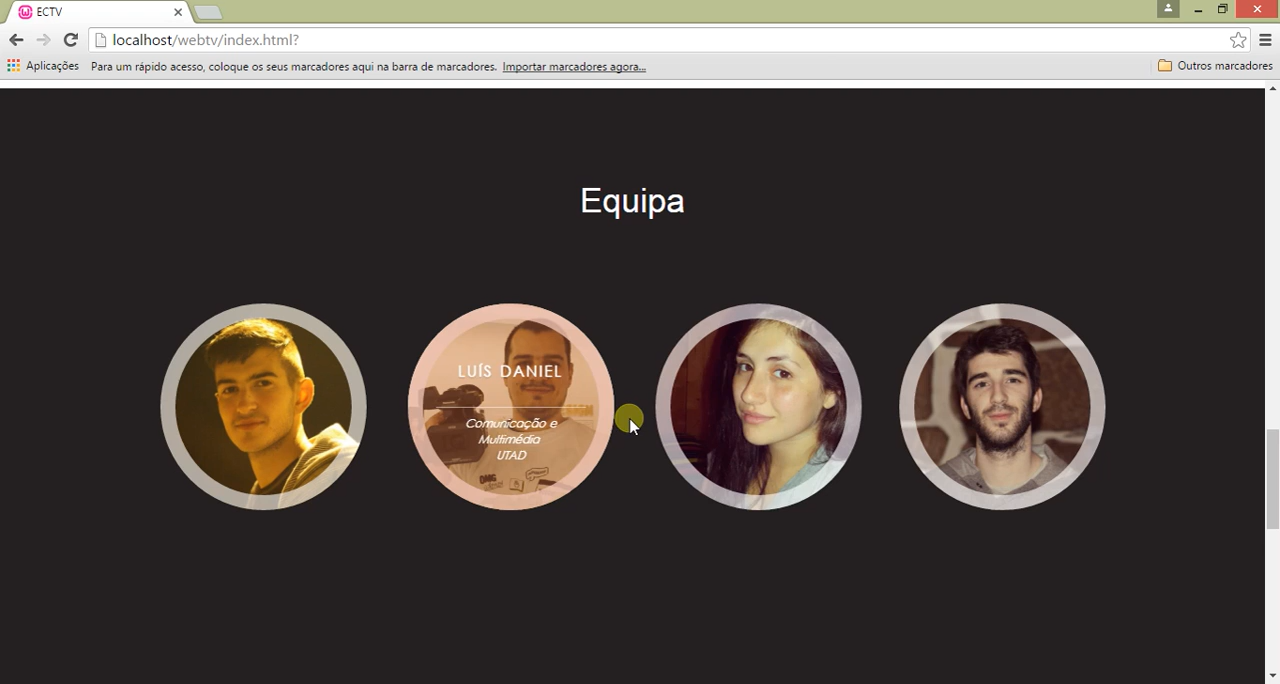 ECTV
localhost/webtv/index.html?
Aplicações Para um rápido acesso, coloque os seus marcadores aqui na barra de marcadores. Importar marcadores agora... Outros marcadores
Equipa
LUÍS DANIEL
Comunicação e
Multimédia
UTAD
OMG